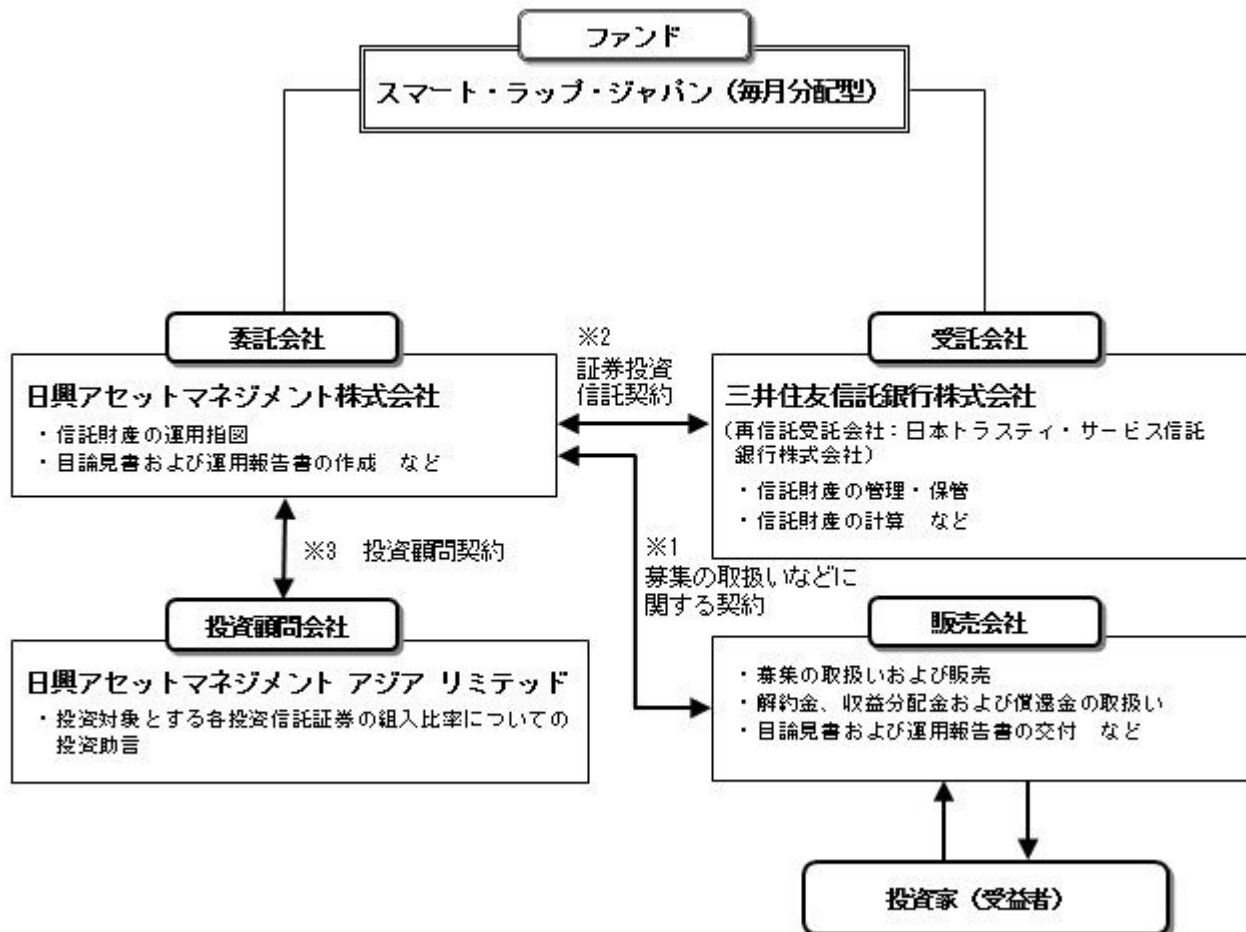 ファンド
スマート・ラップ・ジャパン（毎月分配型）
委託会社
日興アセットマネジメント株式会社
・信託財産の運用指図
・目論見書および運用報告書の作成　など
※2
証券投資
信託契約
受託会社
三井住友信託銀行株式会社
（再信託受託会社：日本トラスティ・サービス信託
銀行株式会社）
・信託財産の管理・保管
・信託財産の計算　など
※3　投資顧問契約
※1
募集の取扱いなどに
関する契約
投資顧問会社
日興アセットマネジメント アジア リミテッド
・投資対象とする各投資信託証券の組入比率についての
投資助言
販売会社
・募集の取扱いおよび販売
・解約金、収益分配金および償還金の取扱い
・目論見書および運用報告書の交付　など
投資家（受益者）